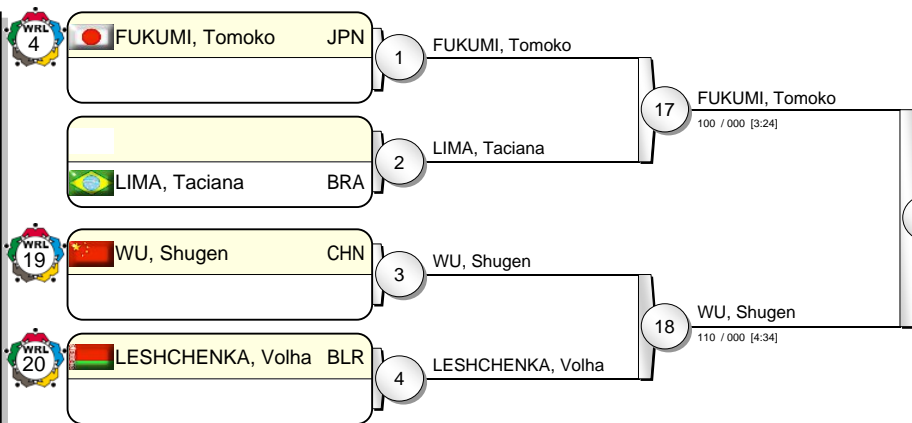 WRL
4
FUKUMI, Tomoko JPN
1
FUKUMI, Tomoko
17
FUKUMI, Tomoko
100 / 000 [3:24]
2
LIMA, Taciana
LIMA, Taciana BRA
WRL
19
WU, Shugen CHN
3
WU, Shugen
18
WU, Shugen
110 / 000 [4:34]
WRL
20
LESHCHENKA, Volha BLR
4
LESHCHENKA, Volha